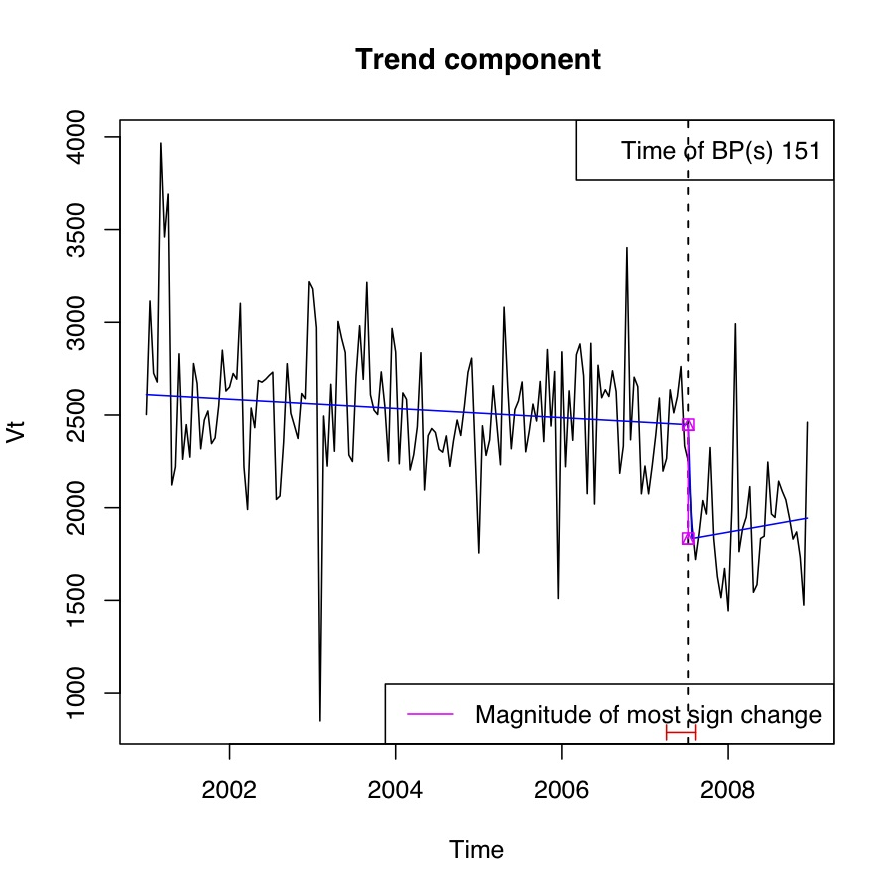 Trend component
Time of BP(s) 151
4000
3500
3000
2500
2000
1500
1000
Vt
Magnitude of most sign change
2002 2004 2006 2008
Time